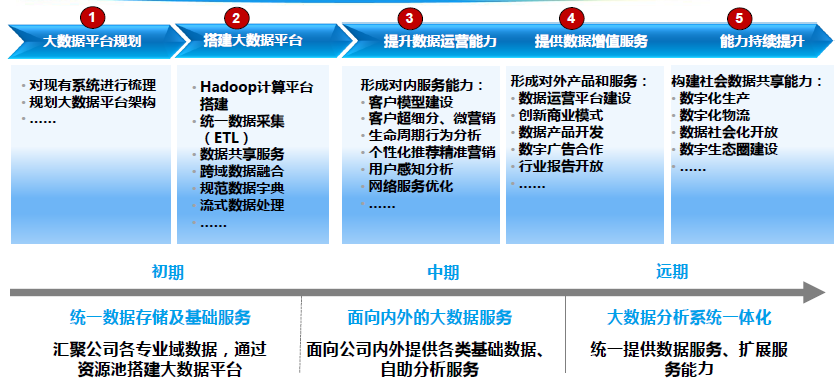 1
大数据平台规划
2
搭建大数据平台
3
提升数据运营能力
4
提供数据增值服务
5
能力持续提升
• 对现有系统进行梳理
• 规划大数据平台架构
• ……
• Hadoop计算平台
搭建
• 统一数据采集
（ETL）
• 数据共享服务
• 跨域数据融合
• 规范数据字典
• 流式数据处理
• ……
形成对内服务能力：
• 客户模型建设
• 客户超细分、微营销
• 生命周期行为分析
• 个性化推荐精准营销
• 用户感知分析
• 网络服务优化
• ……
形成对外产品和服务：
• 数据运营平台建设
• 创新商业模式
• 数据产品开发
• 数字广告合作
• 行业报告开放
• ……
构建社会数据共享能力：
• 数字化生产
• 数字化物流
• 数据社会化开放
• 数字生态圈建设
• ……
初期
中期
远期
统一数据存储及基础服务
汇聚公司各专业域数据，通过
资源池搭建大数据平台
面向内外的大数据服务
面向公司内外提供各类基础数据、
自助分析服务
大数据分析系统一体化
统一提供数据服务、扩展服
务能力